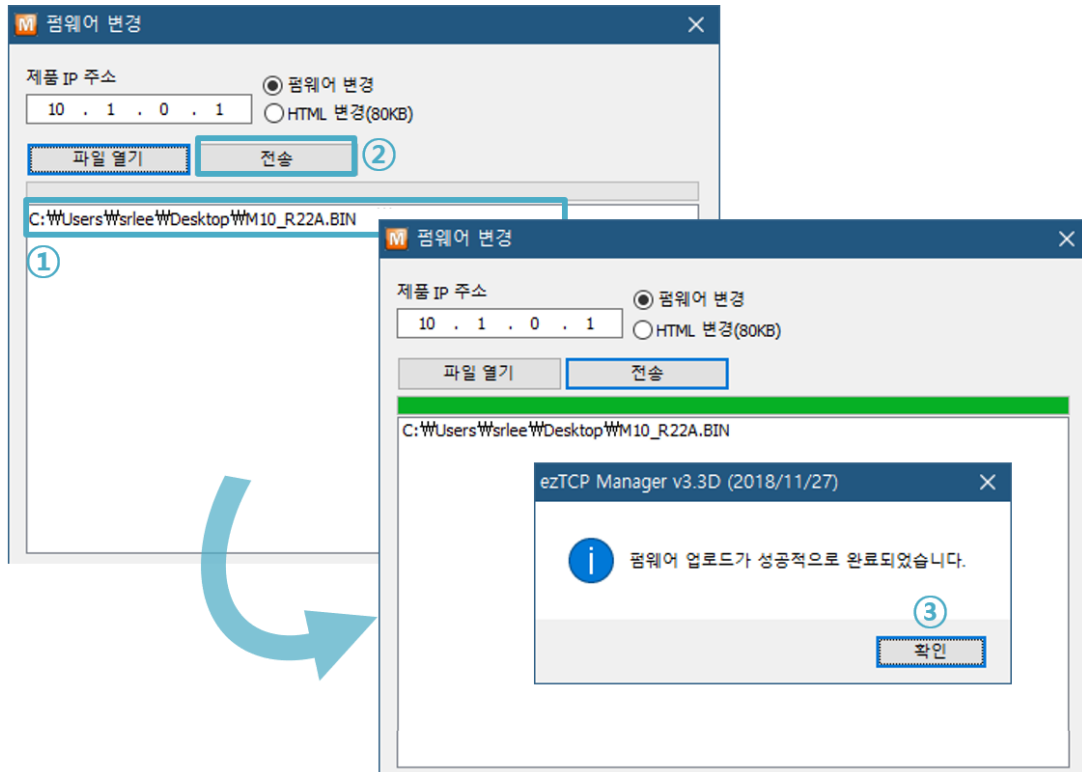 M 펌웨어 변경
제품 IP 주소
10 . 1 . 0 . 1
펌웨어 변경
HTML 변경(80KB)
파일 열기 전송 ②
C:₩Users₩srlee₩Desktop₩M10_R22A.BIN
①
M 펌웨어 변경
제품 IP 주소
10 . 1 . 0 . 1
펌웨어 변경
HTML 변경(80KB)
파일 열기 전송
C:₩Users₩srlee₩Desktop₩M10_R22A.BIN
ezTCP Manager v3.3D (2018/11/27)
i 펌웨어 업로드가 성공적으로 완료되었습니다.
③
확인